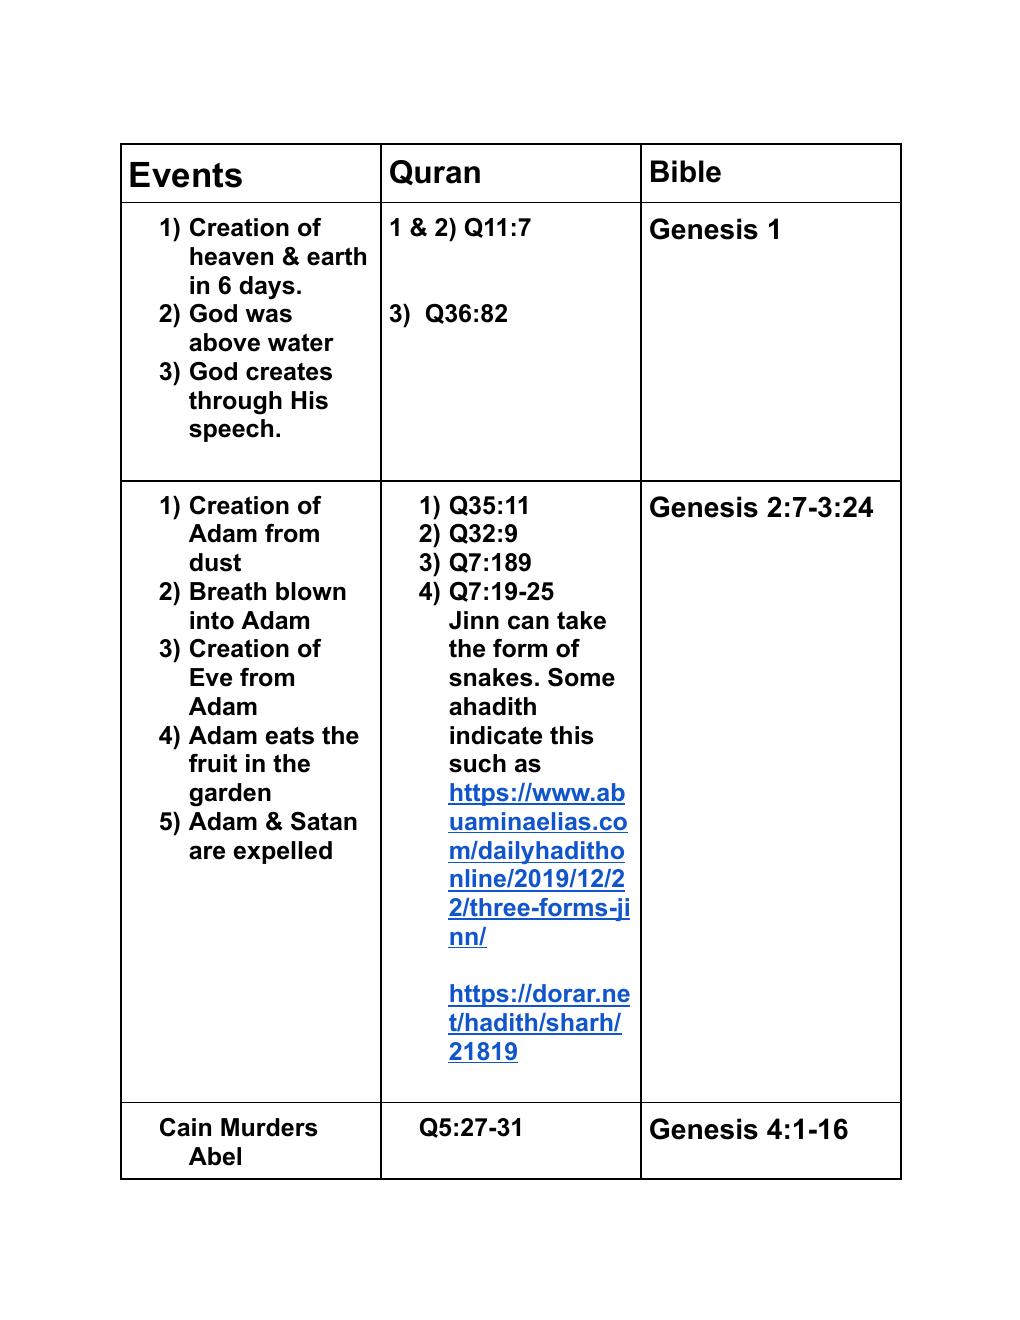 Events
Quran
Bible
1) Creation of
heaven & earth
in 6 days.
2) God was
above water
3) God creates
through His
speech.
1 & 2) Q11:7
3) Q36:82
Genesis 1
1) Creation of
Adam from
dust
2) Breath blown
into Adam
3) Creation of
Eve from
Adam
4) Adam eats the
fruit in the
garden
5) Adam & Satan
are expelled
1) Q35:11
2) Q32:9
3) Q7:189
4) Q7:19-25
Jinn can take
the form of
snakes. Some
ahadith
indicate this
such as
https://www.ab
uaminaelias.co
m/dailyhaditho
nline/2019/12/2
2/three-forms-ji
nn/
https://dorar.ne
t/hadith/sharh/
21819
Genesis 2:7-3:24
Cain Murders
Abel
Q5:27-31
Genesis 4:1-16